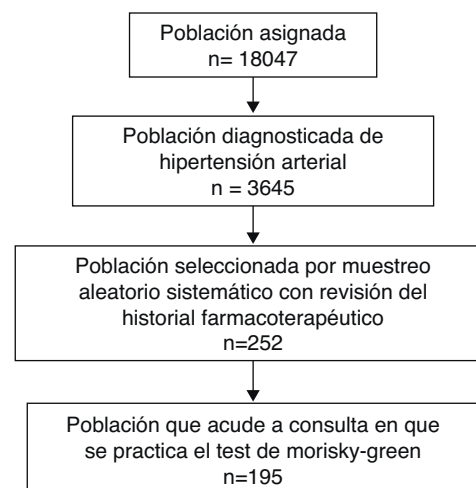 Población asignada
n= 18047
Población diagnosticada de
hipertensión arterial
n = 3645
Población seleccionada por muestreo
aleatorio sistemático con revisión del
historial farmacoterapéutico
n=252
Población que acude a consulta en que
se practica el test de morisky-green
n=195